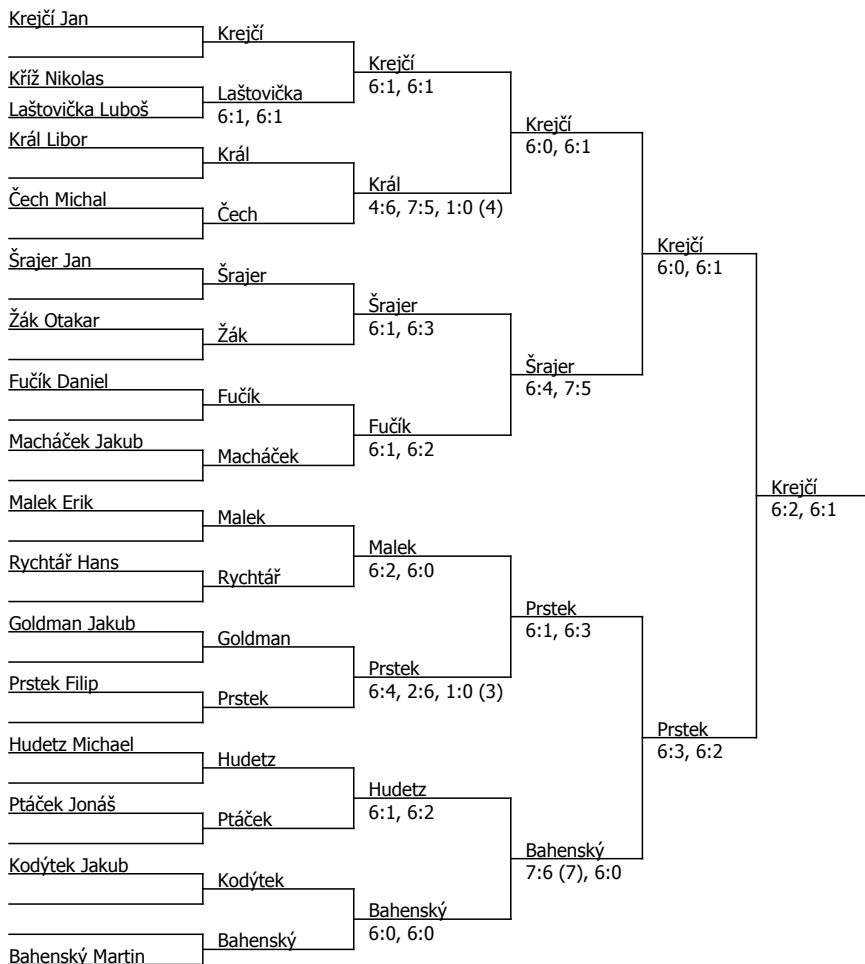 Krejčí Jan
Kříž Nikolas
Laštovička Luboš
Král Libor
Čech Michal
Šrajer Jan
Žák Otakar
Fučík Daniel
Macháček Jakub
Malek Erik
Rychtář Hans
Goldman Jakub
Prstek Filip
Hudetz Michael
Ptáček Jonáš
Kodýtek Jakub
Bahenský Martin
Krejčí
Laštovička
6:1, 6:1
Král
Čech
Šrajer
Žák
Fučík
Macháček
Malek
Rychtář
Goldman
Prstek
Hudetz
Ptáček
Kodýtek
Bahenský
Krejčí
6:1, 6:1
Král
4:6, 7:5, 1:0 (4)
Šrajer
6:1, 6:3
Fučík
6:1, 6:2
Malek
6:2, 6:0
Prstek
6:4, 2:6, 1:0 (3)
Hudetz
6:1, 6:2
Bahenský
6:0, 6:0
Krejčí
6:0, 6:1
Šrajer
6:4, 7:5
Prstek
6:1, 6:3
Bahenský
7:6 (7), 6:0
Krejčí
6:0, 6:1
Prstek
6:3, 6:2
Krejčí
6:2, 6:1